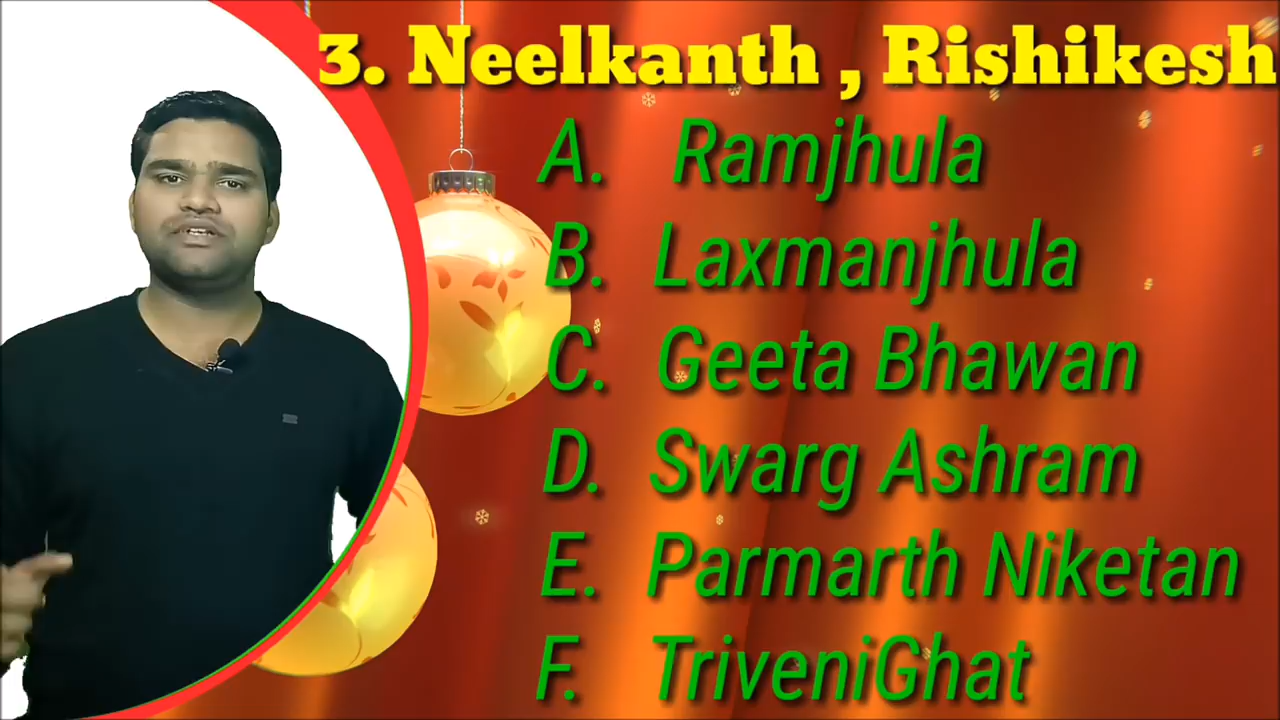 3. Neelkanth , Rishikesh
A. Ramjhula
B. Laxmanjhula
C. Geeta Bhawan
D. Swarg Ashram
E. Parmarth Niketan
F. TriveniGhat